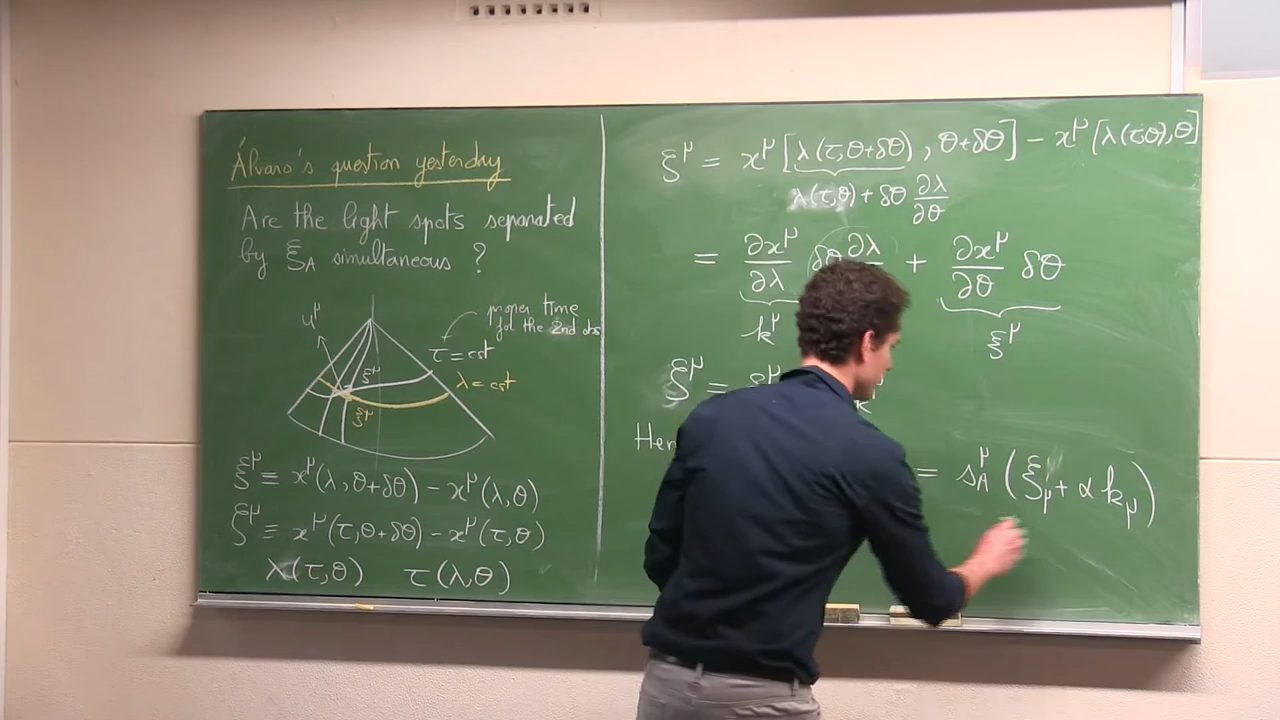 Álvaro's question yesterday
Are the light spots separated
by ξ_A simultaneous ?
u^μ
proper time
for the 2nd obs
τ = cst
λ = cst
ξ^μ
ξ^μ
ξ^μ ≡ x^μ(λ, θ+δθ) − x^μ(λ, θ)
ζ^μ ≡ x^μ(τ, θ+δθ) − x^μ(τ, θ)
λ(τ, θ) τ(λ, θ)
ζ^μ = x^μ[λ(τ, θ+δθ), θ+δθ] − x^μ[λ(τ, θ), θ]
λ(τ, θ) + δθ ∂λ/∂θ
= ∂x^μ/∂λ δθ ∂λ/ + ∂x^μ/∂θ δθ
k^μ ξ^μ
ζ^μ = ξ^μ
= s_A^μ (ξ_μ + α k_μ)